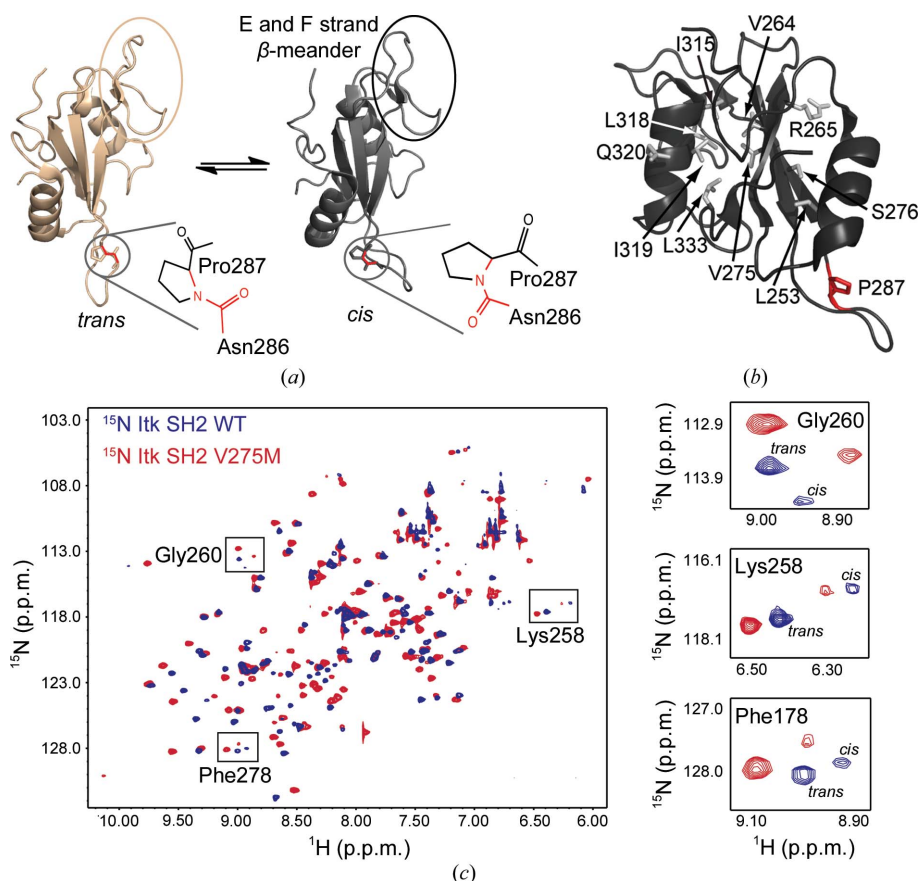 E and F strand
β-meander
Pro287
Asn286
trans
O
N
Pro287
Asn286
cis
O
N
O
(a)
V264
I315
L318
R265
Q320
S276
I319
L333
V275
L253
P287
(b)
103.0
108.0
113.0
118.0
123.0
128.0
¹⁵N (p.p.m.)
¹⁵N Itk SH2 WT
¹⁵N Itk SH2 V275M
Gly260
Lys258
Phe278
10.00 9.50 9.00 8.50 8.00 7.50 7.00 6.50 6.00
¹H (p.p.m.)
112.9
113.9
¹⁵N (p.p.m.)
Gly260
trans
cis
9.00 8.90
116.1
118.1
¹⁵N (p.p.m.)
Lys258
cis
trans
6.50 6.30
127.0
128.0
¹⁵N (p.p.m.)
Phe178
cis
trans
9.10 8.90
¹H (p.p.m.)
(c)